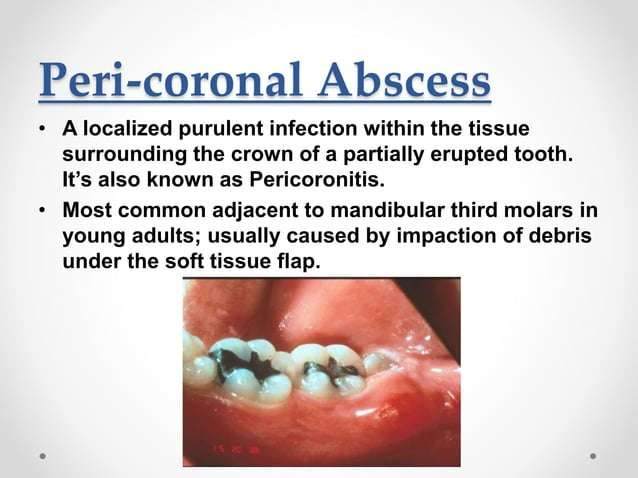 Peri-coronal Abscess
• A localized purulent infection within the tissue
surrounding the crown of a partially erupted tooth.
It’s also known as Pericoronitis.
• Most common adjacent to mandibular third molars in
young adults; usually caused by impaction of debris
under the soft tissue flap.